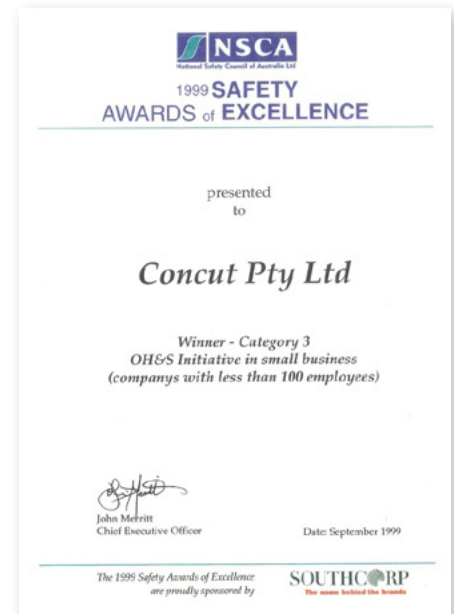 NSCA
National Safety Council of Australia Ltd
1999 SAFETY
AWARDS of EXCELLENCE
presented
to
Concut Pty Ltd
Winner - Category 3
OH&S Initiative in small business
(companys with less than 100 employees)
John Merritt
Chief Executive Officer
Date: September 1999
The 1999 Safety Awards of Excellence
are proudly sponsored by
SOUTHCORP
The name behind the brands